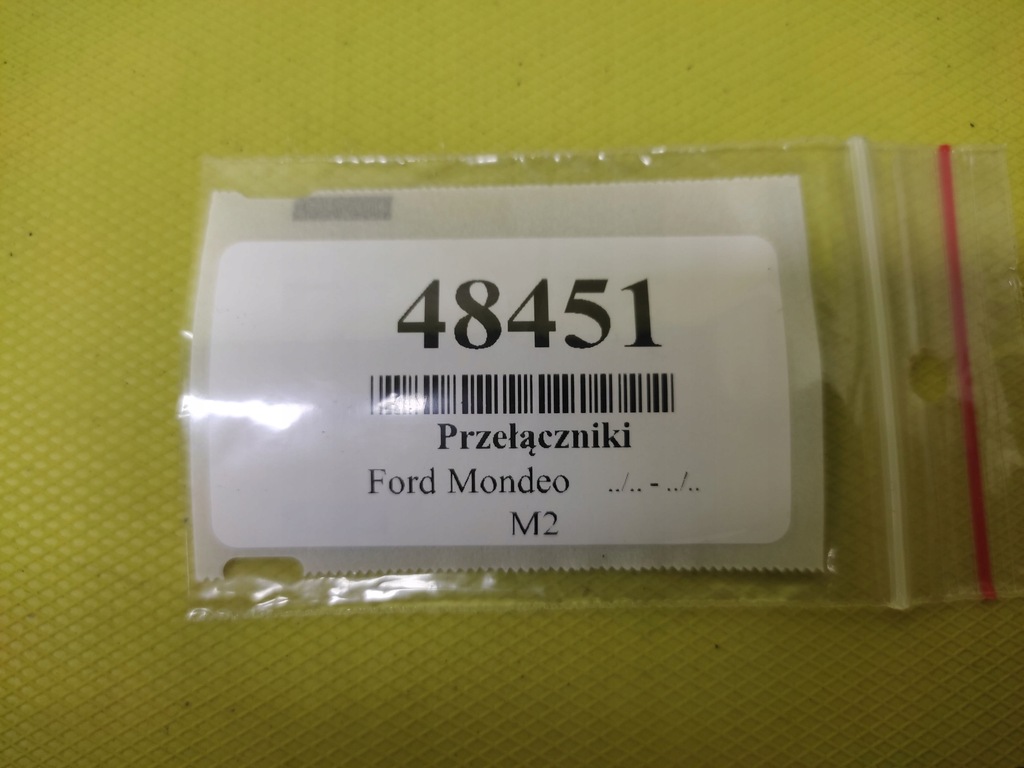 48451
Przełączniki
Ford Mondeo ../.. - ../..
M2